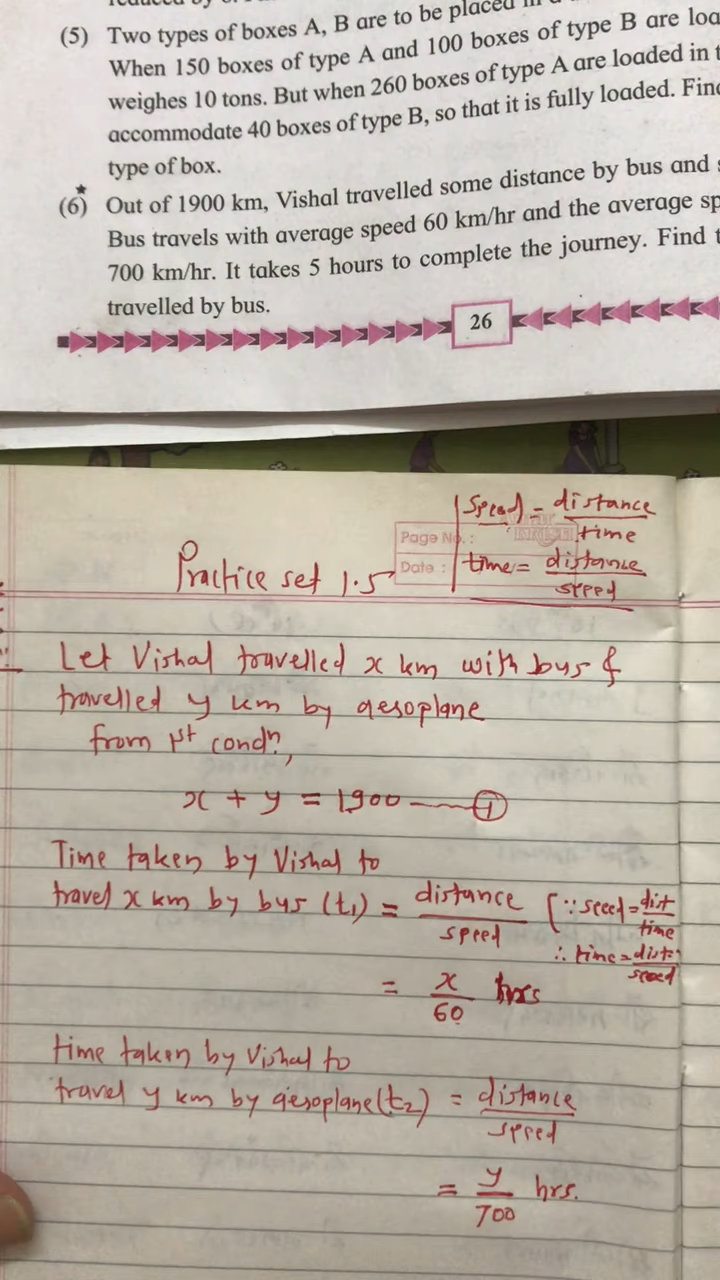 (5) Two types of boxes A, B are to be placed in a
When 150 boxes of type A and 100 boxes of type B are loa
weighes 10 tons. But when 260 boxes of type A are loaded in t
accommodate 40 boxes of type B, so that it is fully loaded. Find
type of box.
(6)* Out of 1900 km, Vishal travelled some distance by bus and s
Bus travels with average speed 60 km/hr and the average sp
700 km/hr. It takes 5 hours to complete the journey. Find t
travelled by bus.
26
Speed = distance
time
Page No.:
Date:
time = distance
speed
Practice set 1.5
Let Vishal travelled x km with bus &
travelled y km by aesoplane
from 1st condn,
x + y = 1900 — ①
Time taken by Vishal to
travel x km by bus (t₁) = distance/speed [∵ speed = dist/time
∴ time = dist/speed
= x/60 hrs
time taken by Vishal to
travel y km by aesoplane (t₂) = distance/speed
= y/700 hrs.